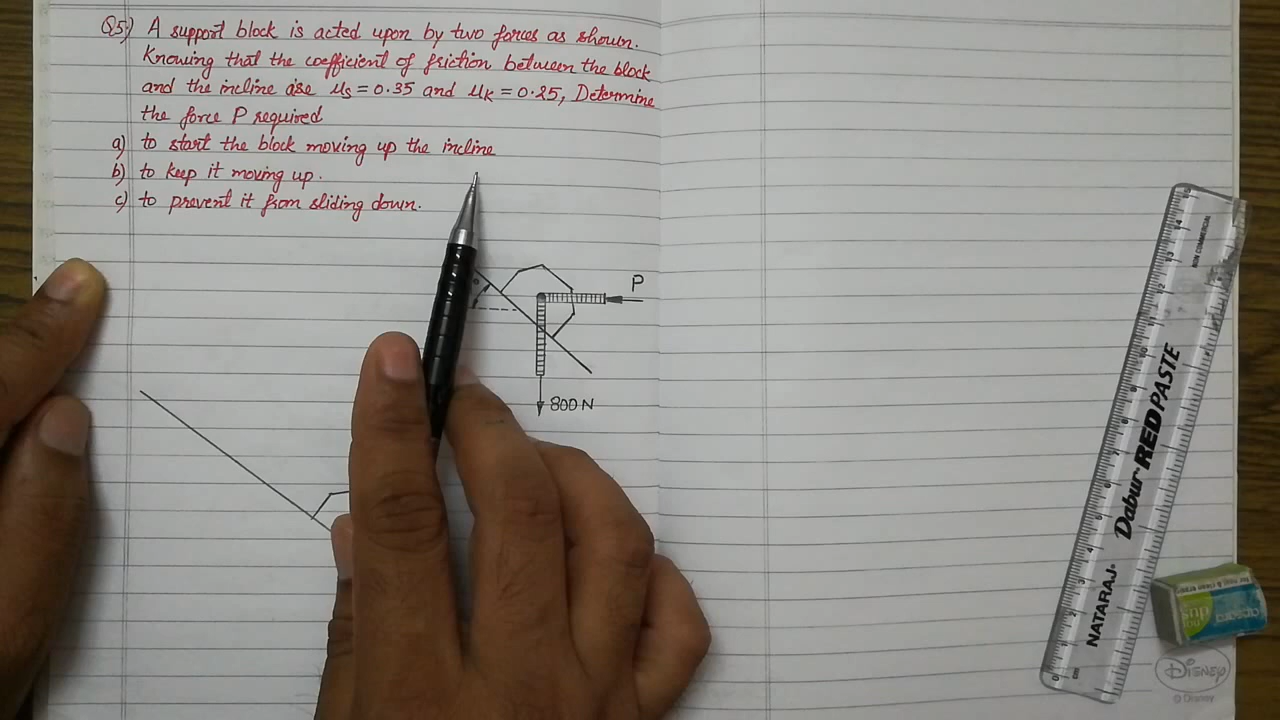 Q5) A support block is acted upon by two forces as shown.
Knowing that the coefficient of friction between the block
and the incline are μs = 0.35 and μk = 0.25, Determine
the force P required
a) to start the block moving up the incline
b) to keep it moving up.
c) to prevent it from sliding down.
P
800 N
NATARAJ
Dabur RED PASTE
NON COMMERCIAL
DISNEY
© Disney